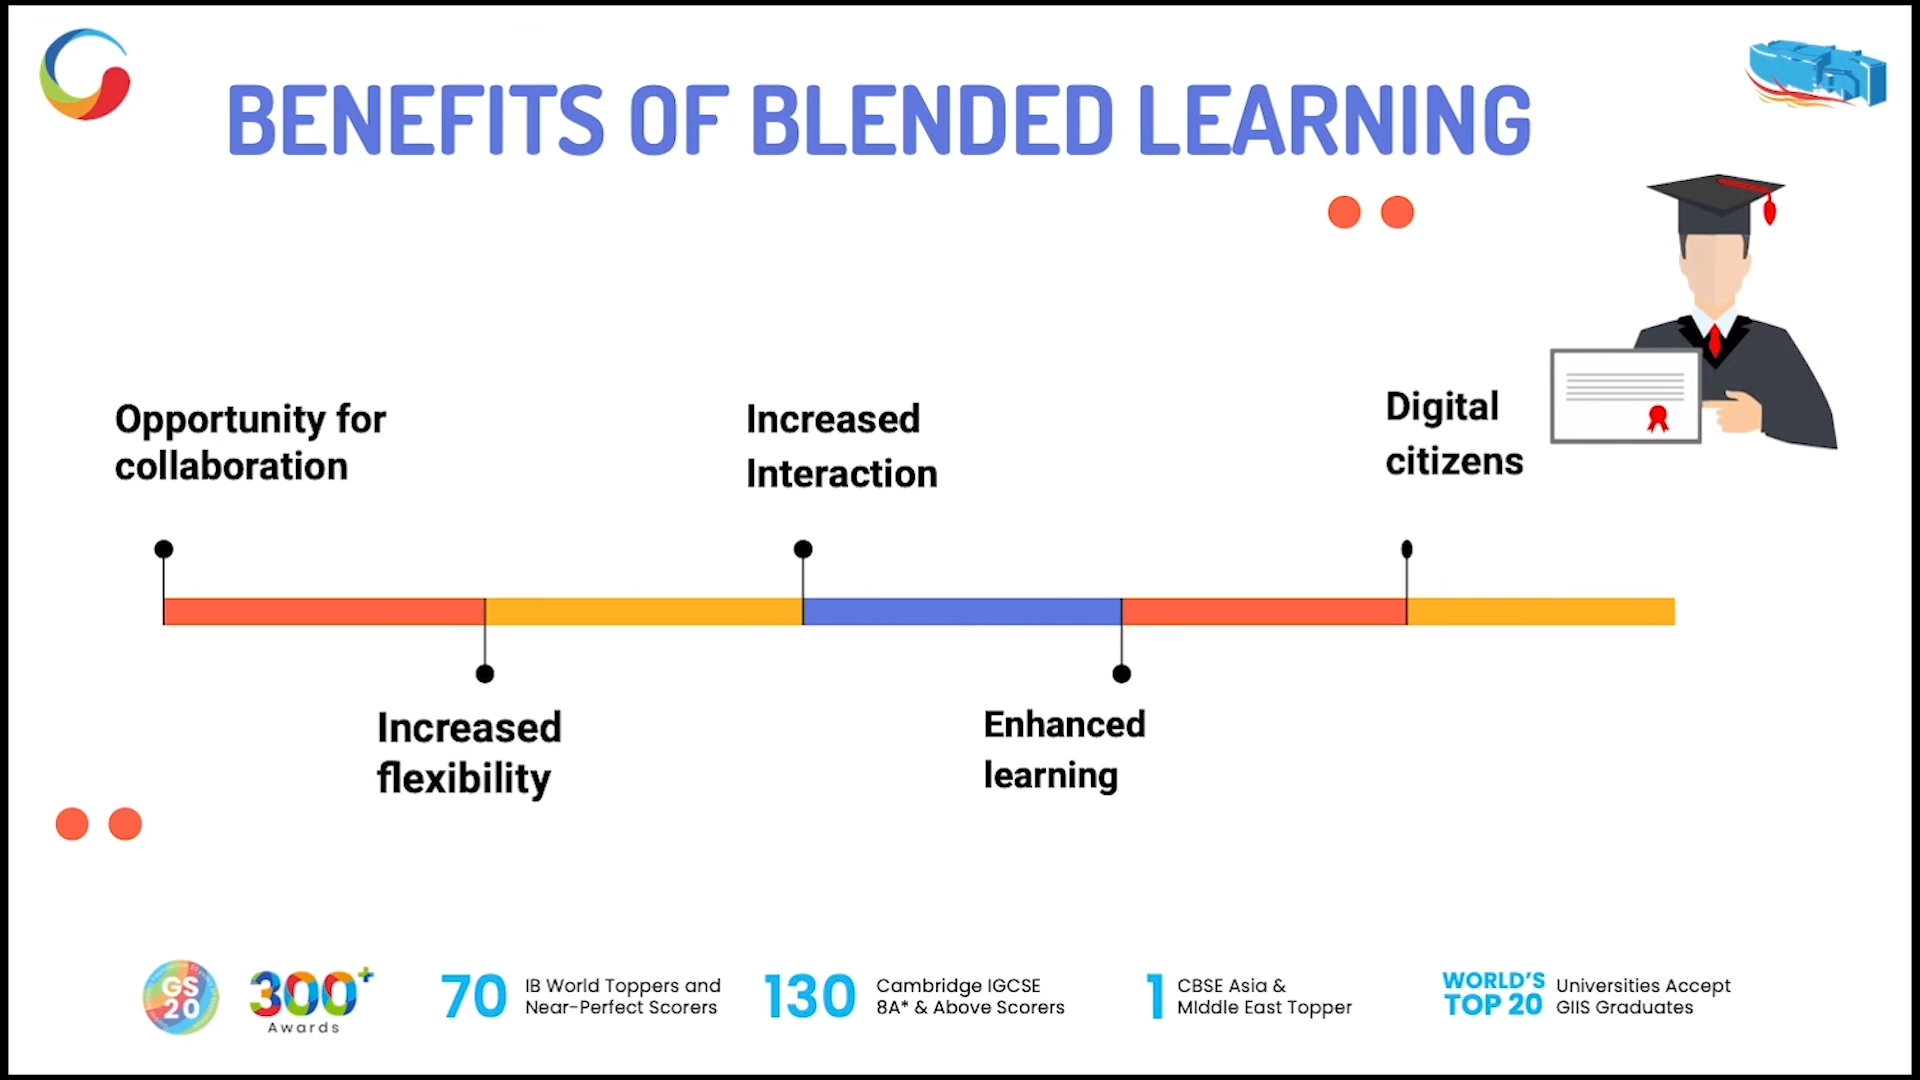 BENEFITS OF BLENDED LEARNING
Opportunity for
collaboration
Increased
Interaction
Digital
citizens
Increased
flexibility
Enhanced
learning
GS
20
300+
Awards
70
IB World Toppers and
Near-Perfect Scorers
130
Cambridge IGCSE
8A* & Above Scorers
1
CBSE Asia &
MIddle East Topper
WORLD'S
TOP 20
Universities Accept
GIIS Graduates